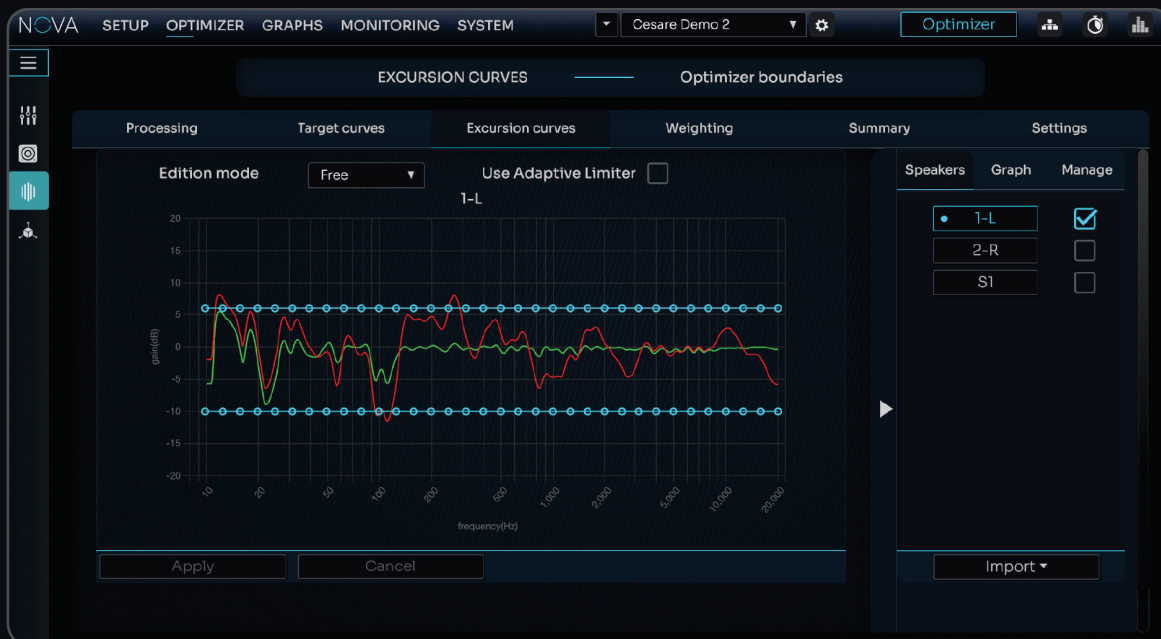 NOVA SETUP OPTIMIZER GRAPHS MONITORING SYSTEM Cesare Demo 2 Optimizer
EXCURSION CURVES Optimizer boundaries
Processing Target curves Excursion curves Weighting Summary Settings
Edition mode Free Use Adaptive Limiter
Speakers Graph Manage
1-L
1-L
2-R
S1
20
15
10
5
0
-5
-10
-15
-20
gain(dB)
10 20 50 100 200 500 1,000 2,000 5,000 10,000 20,000
frequency(Hz)
Apply Cancel Import